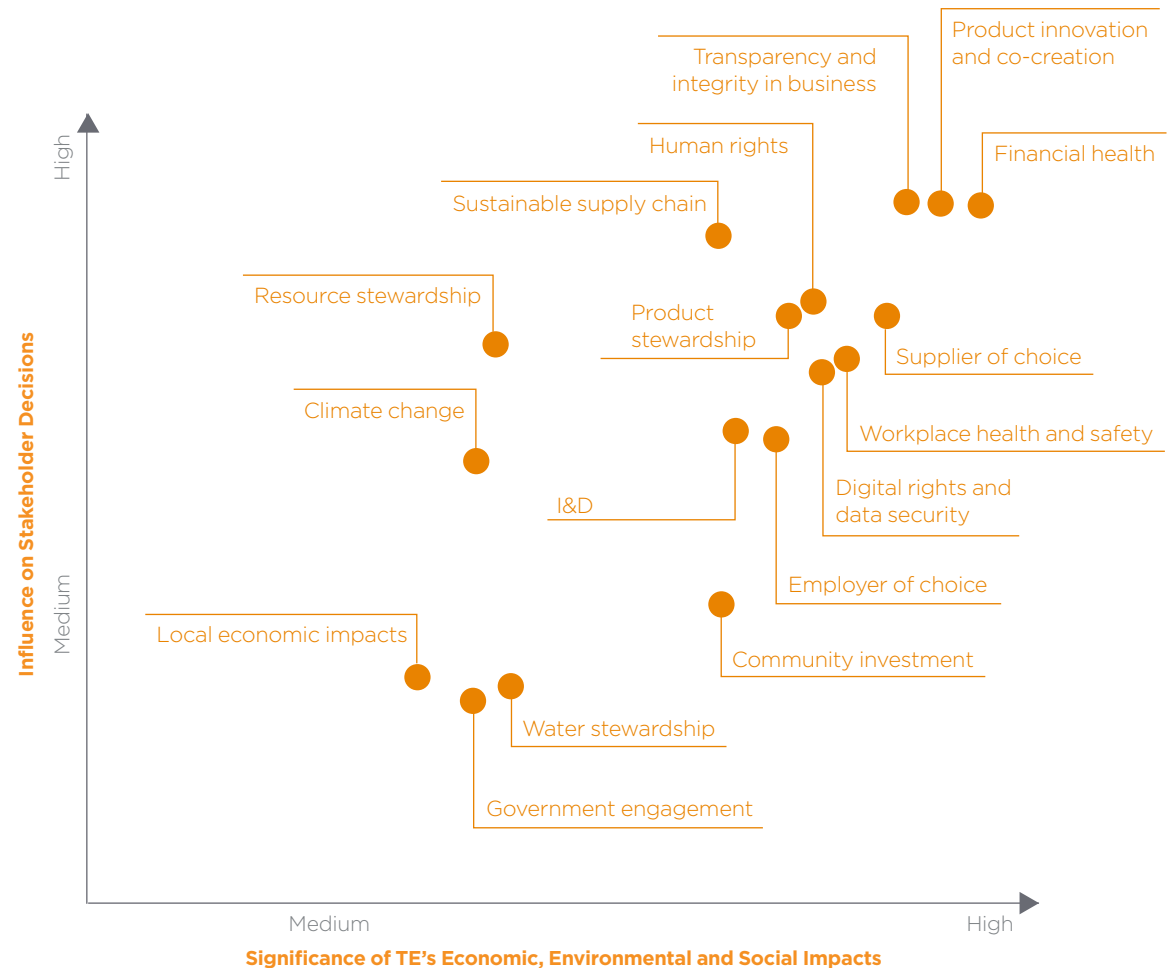 Product innovation
and co-creation
Transparency and
integrity in business
Human rights
Financial health
Sustainable supply chain
Resource stewardship
Product
stewardship
Supplier of choice
Climate change
Workplace health and safety
I&D
Digital rights and
data security
Employer of choice
Local economic impacts
Community investment
Water stewardship
Government engagement
High
Medium
Influence on Stakeholder Decisions
Medium
High
Significance of TE's Economic, Environmental and Social Impacts